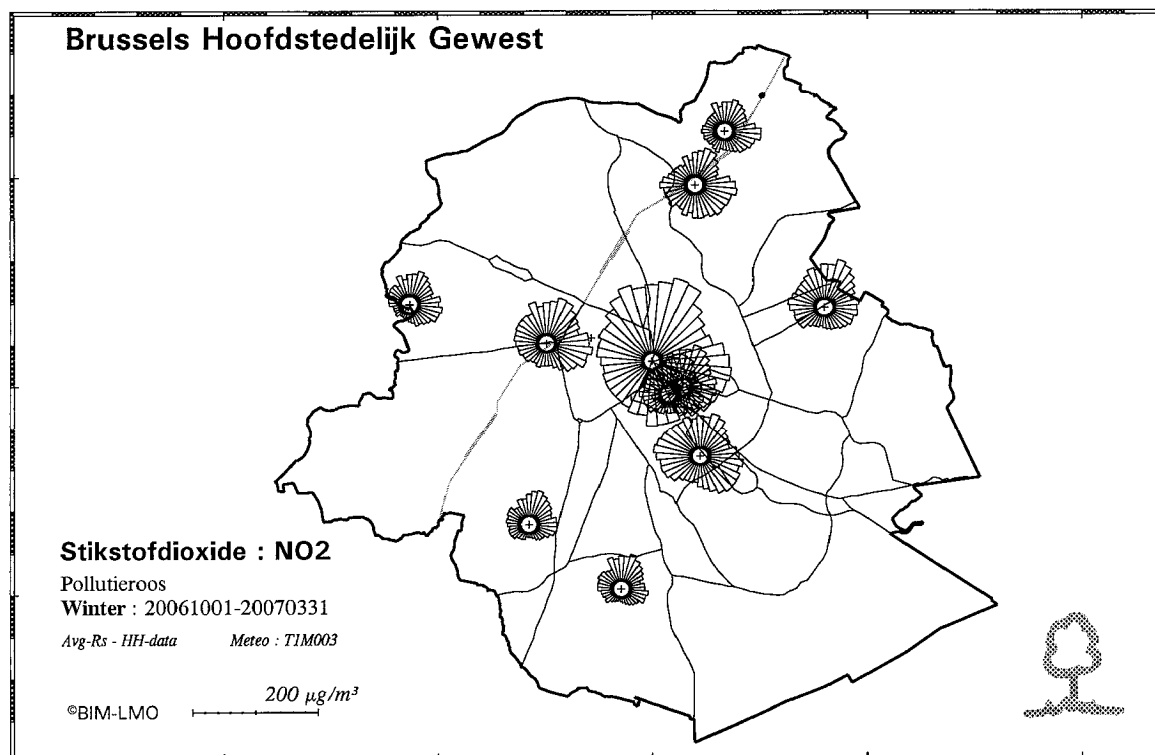 Brussels Hoofdstedelijk Gewest
Stikstofdioxide : NO2
Pollutieroos
Winter : 20061001-20070331
Avg-Rs - HH-data Meteo : T1M003
200 µg/m³
©BIM-LMO